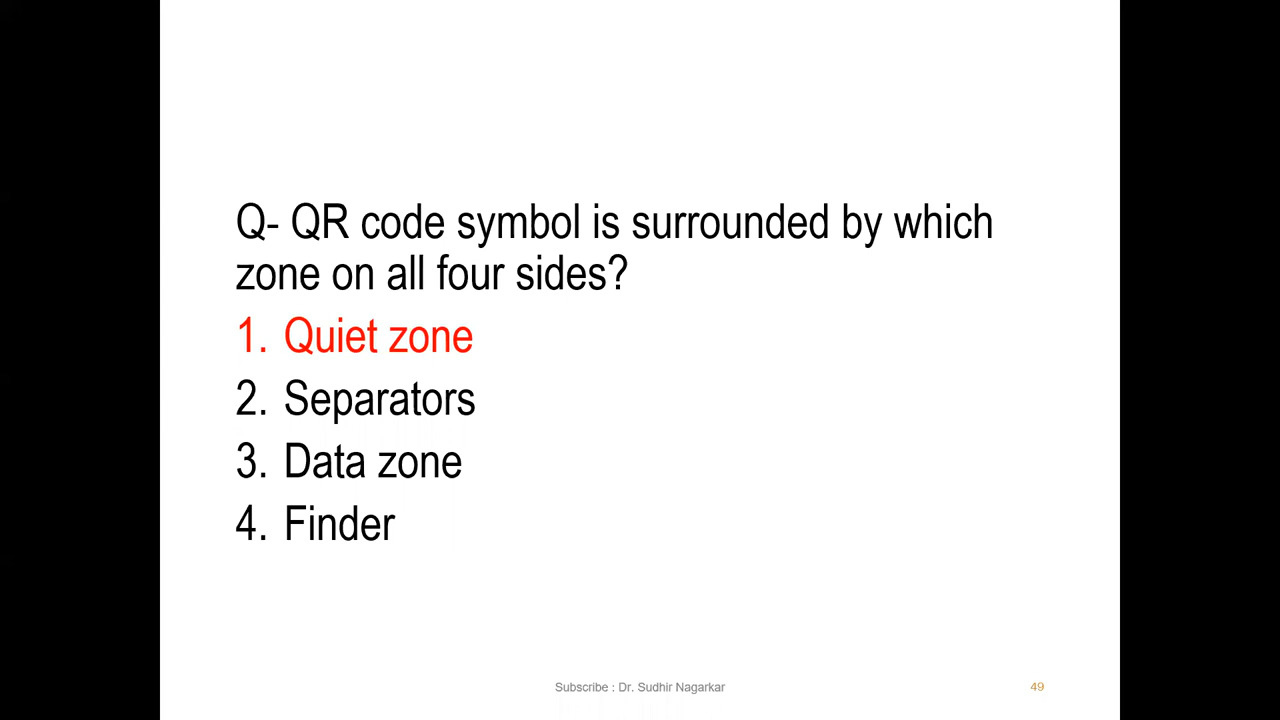 Q- QR code symbol is surrounded by which
zone on all four sides?
1. Quiet zone
2. Separators
3. Data zone
4. Finder
Subscribe : Dr. Sudhir Nagarkar
49